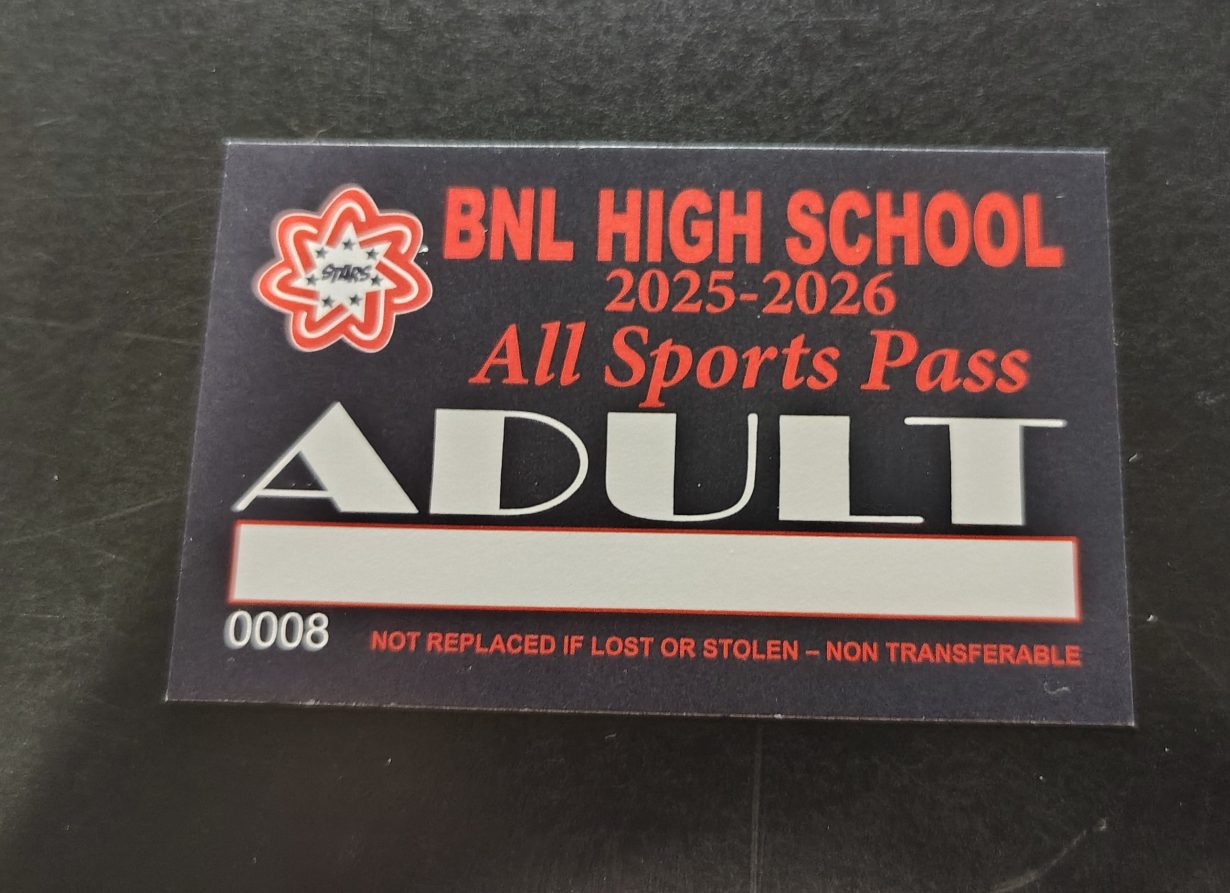 STARS
BNL HIGH SCHOOL
2025-2026
All Sports Pass
ADULT
0008
NOT REPLACED IF LOST OR STOLEN – NON TRANSFERABLE